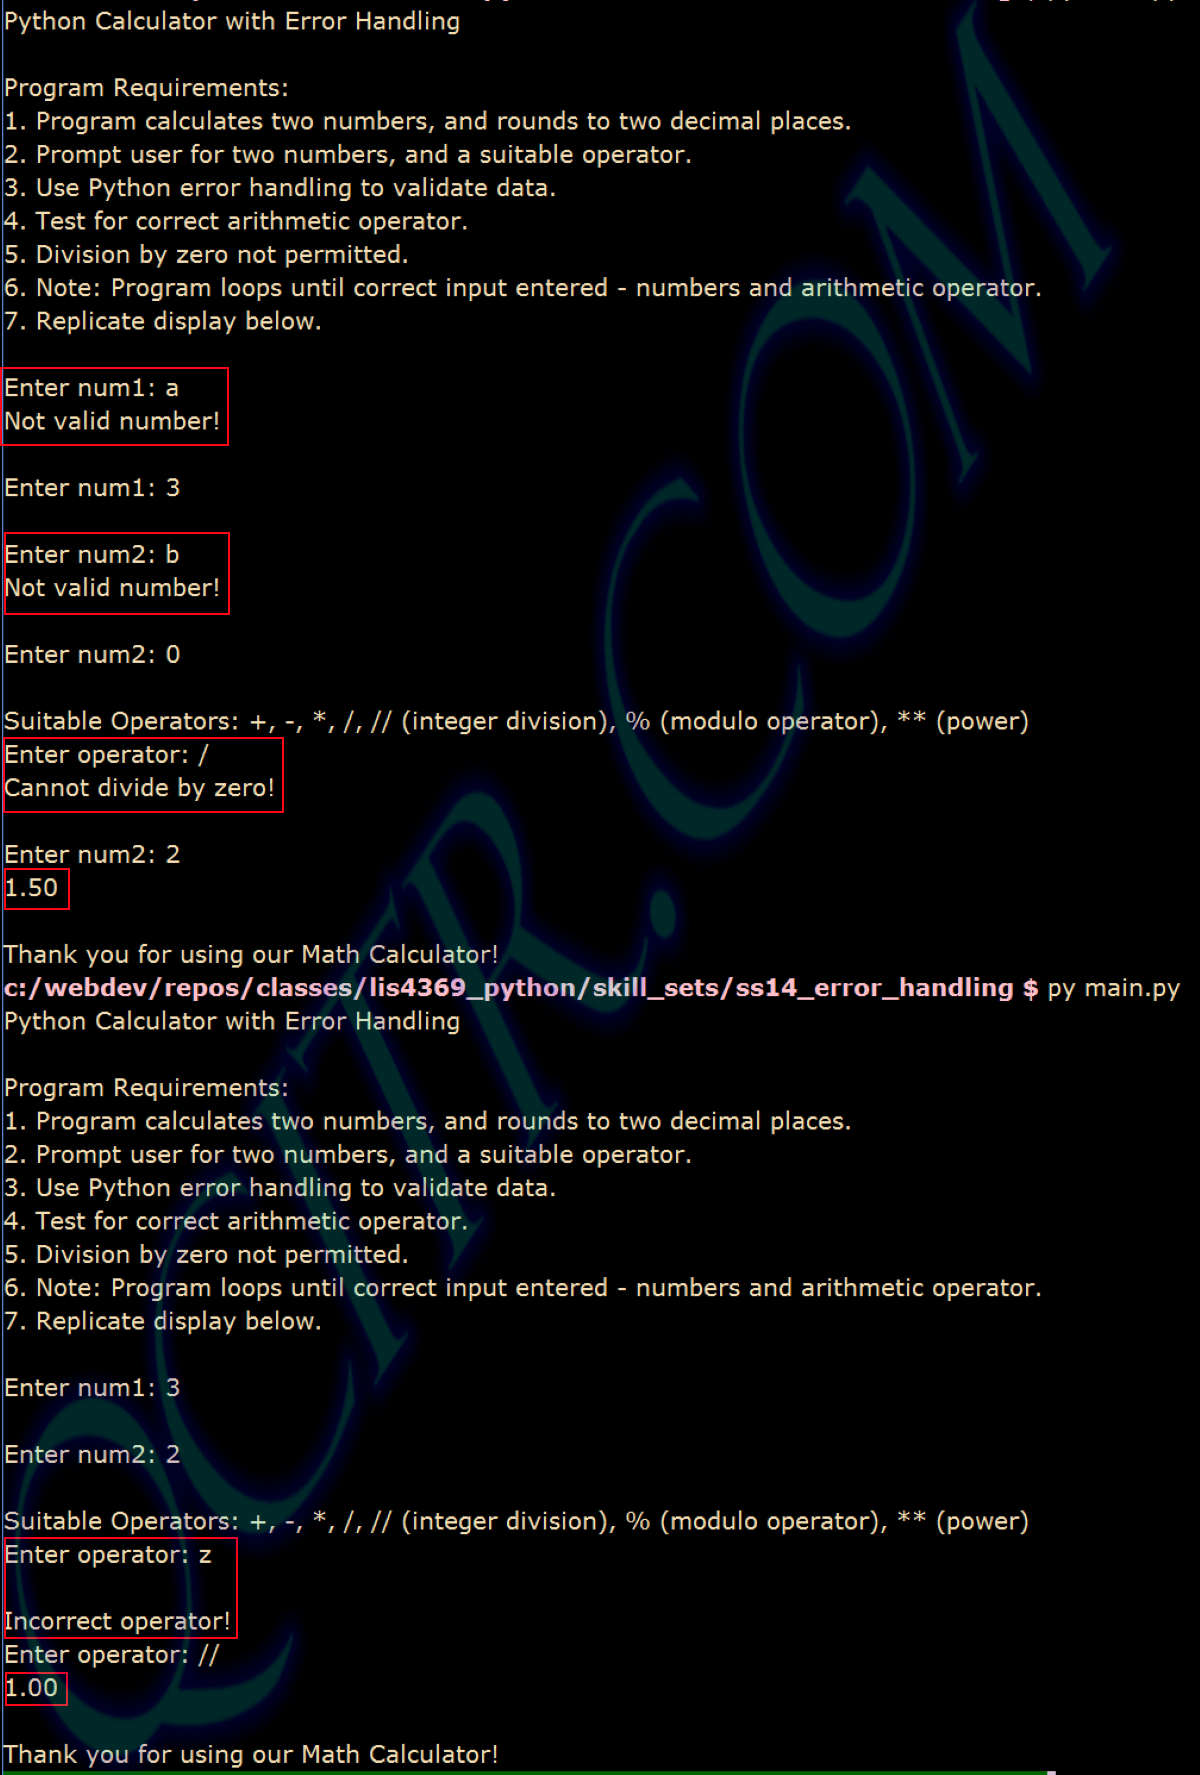 Python Calculator with Error Handling
Program Requirements:
1. Program calculates two numbers, and rounds to two decimal places.
2. Prompt user for two numbers, and a suitable operator.
3. Use Python error handling to validate data.
4. Test for correct arithmetic operator.
5. Division by zero not permitted.
6. Note: Program loops until correct input entered - numbers and arithmetic operator.
7. Replicate display below.
Enter num1: a
Not valid number!
Enter num1: 3
Enter num2: b
Not valid number!
Enter num2: 0
Suitable Operators: +, -, *, /, // (integer division), % (modulo operator), ** (power)
Enter operator: /
Cannot divide by zero!
Enter num2: 2
1.50
Thank you for using our Math Calculator!
c:/webdev/repos/classes/lis4369_python/skill_sets/ss14_error_handling $ py main.py
Python Calculator with Error Handling
Program Requirements:
1. Program calculates two numbers, and rounds to two decimal places.
2. Prompt user for two numbers, and a suitable operator.
3. Use Python error handling to validate data.
4. Test for correct arithmetic operator.
5. Division by zero not permitted.
6. Note: Program loops until correct input entered - numbers and arithmetic operator.
7. Replicate display below.
Enter num1: 3
Enter num2: 2
Suitable Operators: +, -, *, /, // (integer division), % (modulo operator), ** (power)
Enter operator: z
Incorrect operator!
Enter operator: //
1.00
Thank you for using our Math Calculator!
QCITR.COM